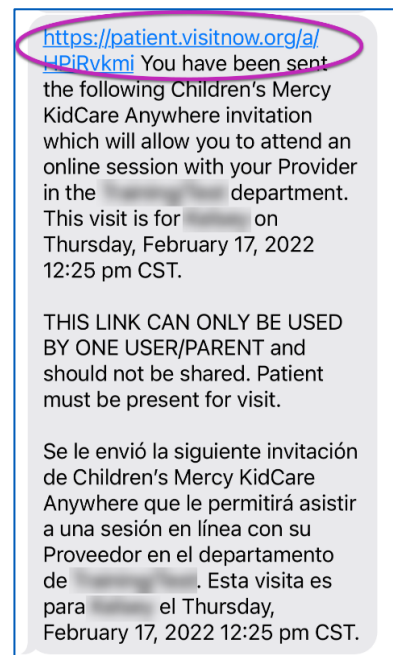 https://patient.visitnow.org/a/
HPiRvkmi You have been sent
the following Children's Mercy
KidCare Anywhere invitation
which will allow you to attend an
online session with your Provider
in the department.
This visit is for on
Thursday, February 17, 2022
12:25 pm CST.
THIS LINK CAN ONLY BE USED
BY ONE USER/PARENT and
should not be shared. Patient
must be present for visit.
Se le envió la siguiente invitación
de Children's Mercy KidCare
Anywhere que le permitirá asistir
a una sesión en línea con su
Proveedor en el departamento
de . Esta visita es
para el Thursday,
February 17, 2022 12:25 pm CST.